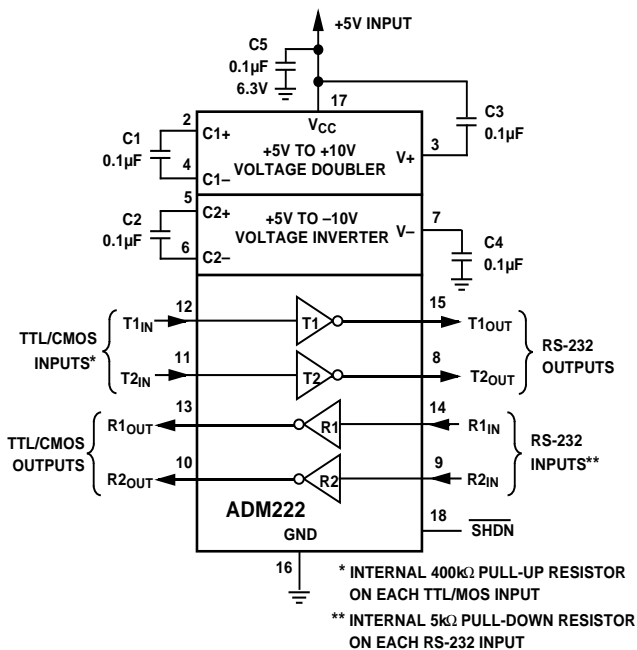 +5V INPUT
C5
0.1µF
6.3V
17
C3
0.1µF
2
C1+
VCC
C1
0.1µF
+5V TO +10V
VOLTAGE DOUBLER
V+
3
4
C1–
5
C2+
C2
0.1µF
+5V TO –10V
VOLTAGE INVERTER
V–
7
6
C2–
C4
0.1µF
TTL/CMOS
INPUTS*
T1IN
12
T1
15
T1OUT
T2IN
11
T2
8
T2OUT
RS-232
OUTPUTS
TTL/CMOS
OUTPUTS
R1OUT
13
R1
14
R1IN
R2OUT
10
R2
9
R2IN
RS-232
INPUTS**
ADM222
18
SHDN
GND
16
* INTERNAL 400kΩ PULL-UP RESISTOR
ON EACH TTL/MOS INPUT
** INTERNAL 5kΩ PULL-DOWN RESISTOR
ON EACH RS-232 INPUT